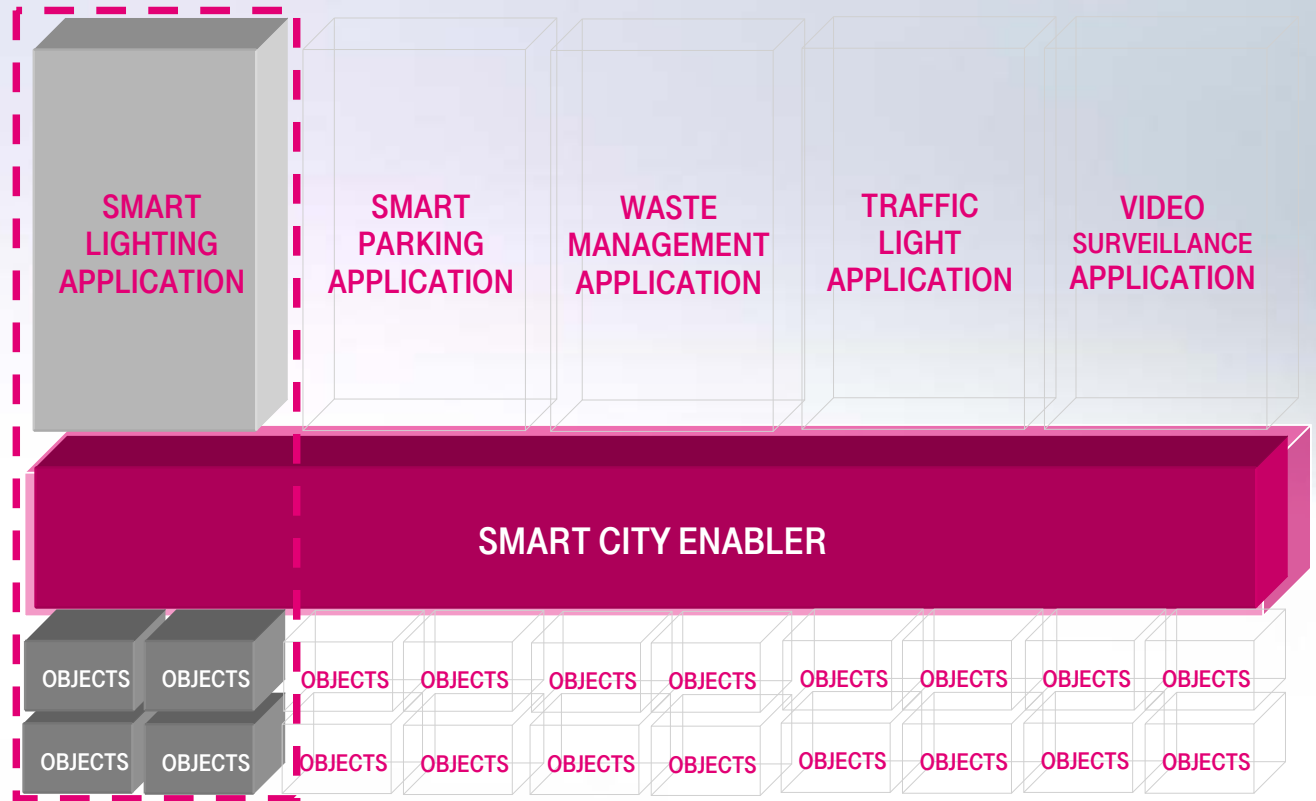 SMART
LIGHTING
APPLICATION
SMART
PARKING
APPLICATION
WASTE
MANAGEMENT
APPLICATION
TRAFFIC
LIGHT
APPLICATION
VIDEO
SURVEILLANCE
APPLICATION
SMART CITY ENABLER
OBJECTS OBJECTS OBJECTS OBJECTS OBJECTS OBJECTS OBJECTS OBJECTS OBJECTS OBJECTS
OBJECTS OBJECTS OBJECTS OBJECTS OBJECTS OBJECTS OBJECTS OBJECTS OBJECTS OBJECTS